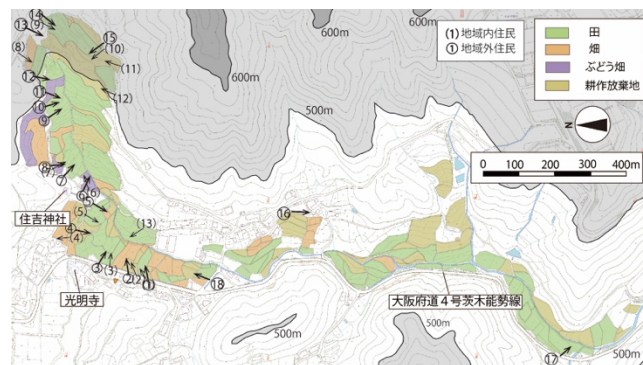 (1) 地域内住民
① 地域外住民
田
畑
ぶどう畑
耕作放棄地
N
0 100 200 300 400m
600m
600m
500m
500m
500m
500m
住吉神社
光明寺
大阪府道４号茨木能勢線
⑭
⑬
(9)
(8)
⑮
(10)
(11)
(12)
⑫
⑪
⑩
⑨
⑧
⑦
⑥
(6)
⑤
(5)
④
(4)
③
(3)
②
(2)
①
(13)
⑯
⑱
⑰